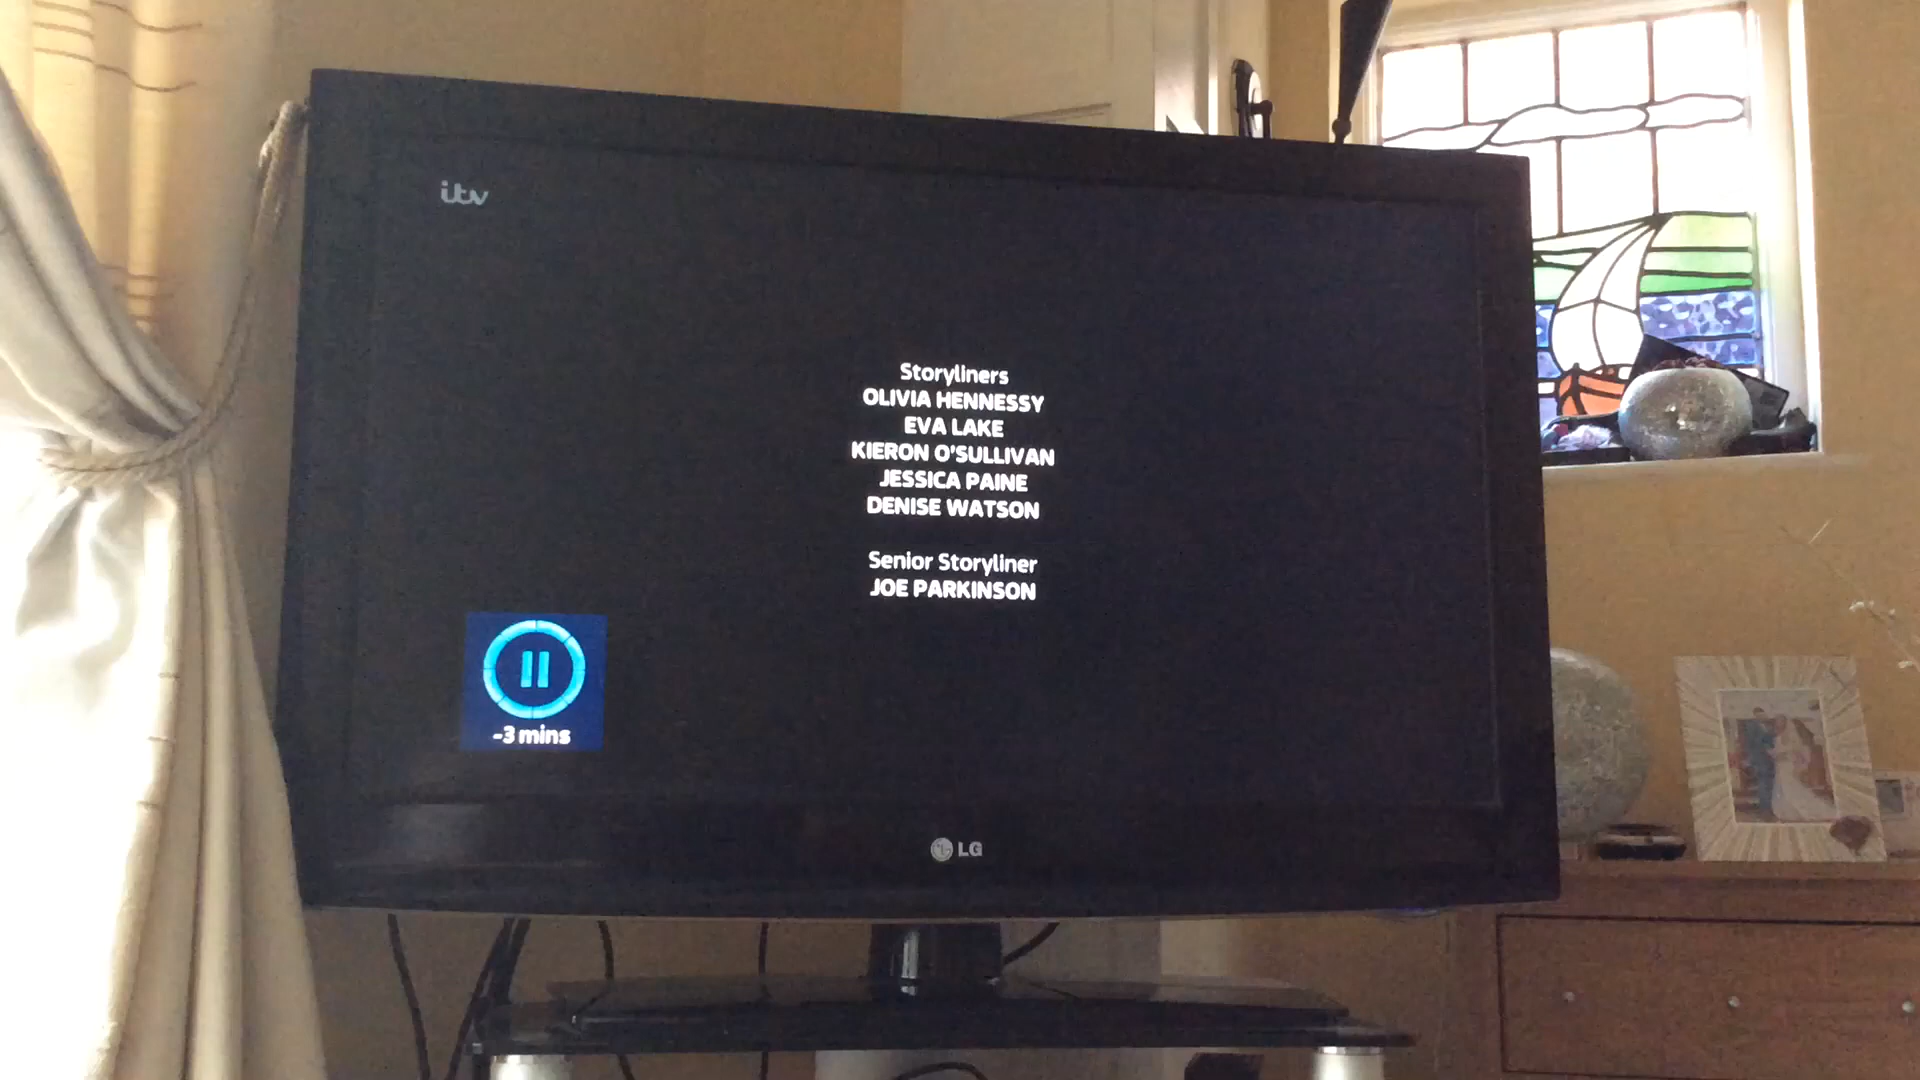 itv
Storyliners
OLIVIA HENNESSY
EVA LAKE
KIERON O'SULLIVAN
JESSICA PAINE
DENISE WATSON
Senior Storyliner
JOE PARKINSON
-3 mins
LG